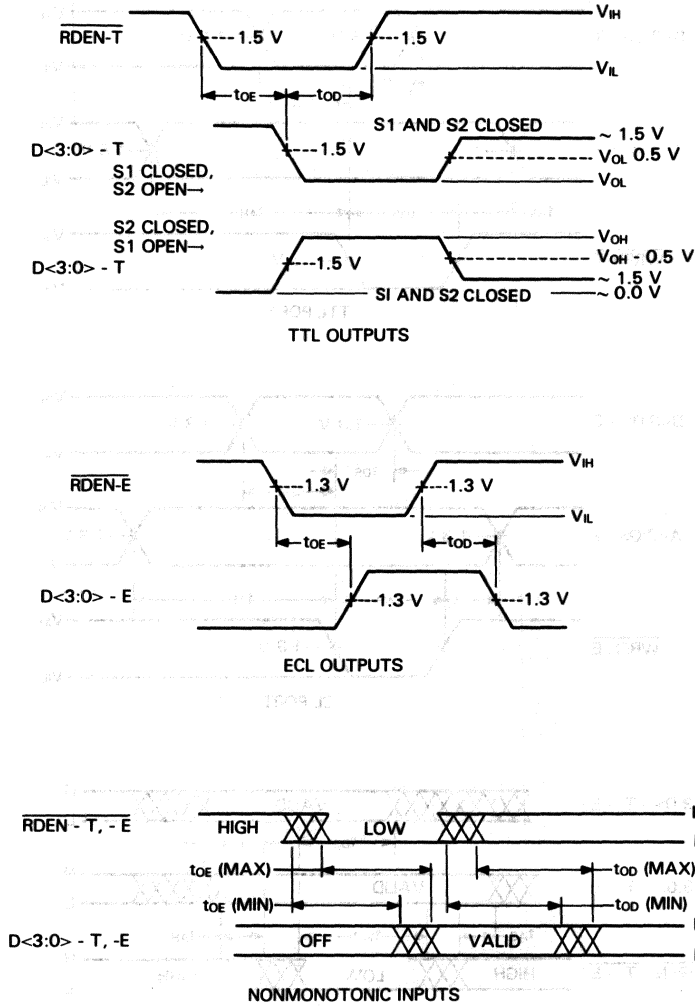 RDEN-T 1.5 V 1.5 V VIH
VIL
tOE tOD
S1 AND S2 CLOSED ~ 1.5 V
D<3:0> - T 1.5 V VOL 0.5 V
S1 CLOSED,
S2 OPEN→ VOL
S2 CLOSED,
S1 OPEN→ VOH
D<3:0> - T 1.5 V VOH - 0.5 V
~ 1.5 V
SI AND S2 CLOSED ~ 0.0 V
TTL OUTPUTS
VIH
RDEN-E 1.3 V 1.3 V
VIL
tOE tOD
D<3:0> - E 1.3 V 1.3 V
ECL OUTPUTS
RDEN - T, -E HIGH LOW
tOE (MAX) tOD (MAX)
tOE (MIN) tOD (MIN)
D<3:0> - T, -E OFF VALID
NONMONOTONIC INPUTS